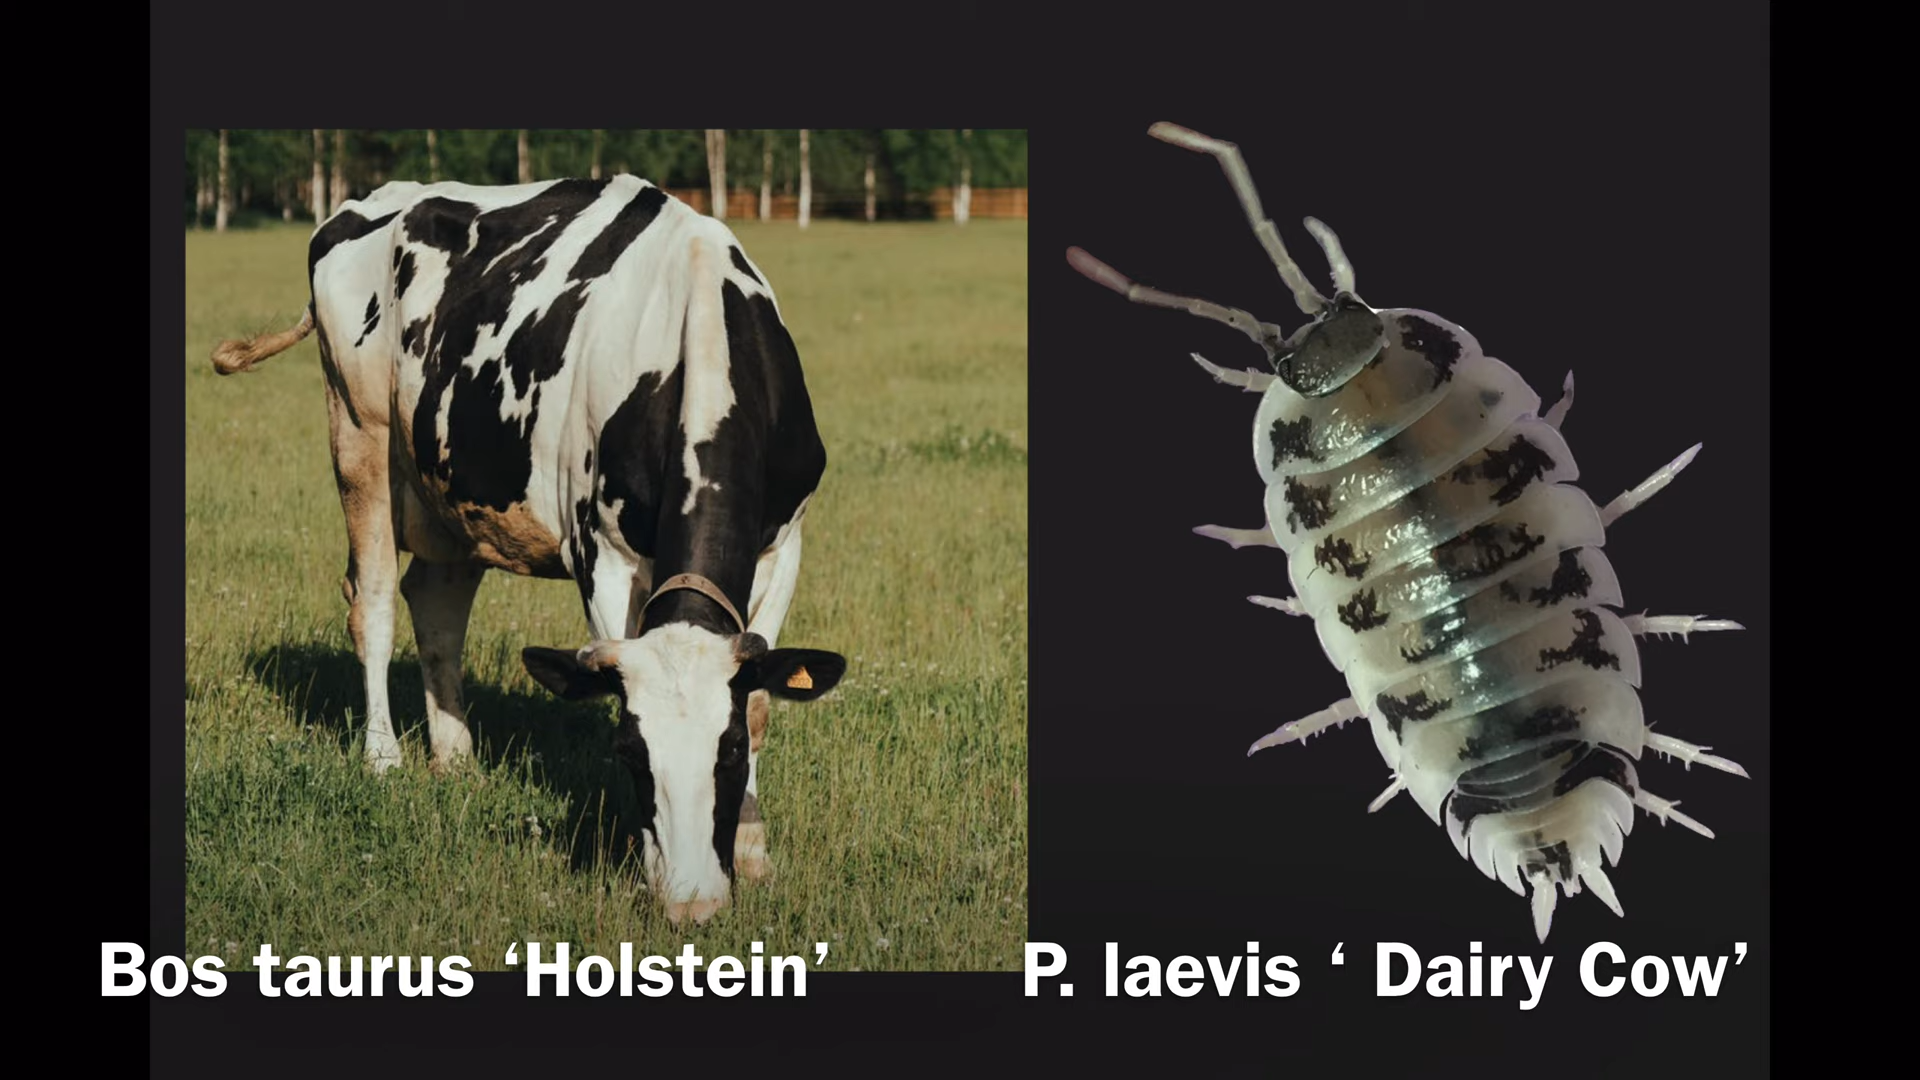 Bos taurus ‘Holstein’
P. laevis ‘ Dairy Cow’